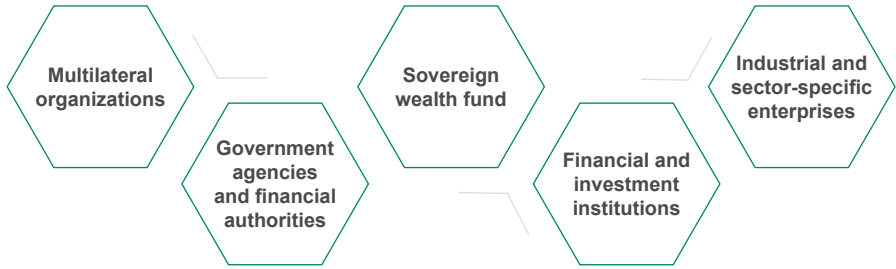 Multilateral
organizations
Government
agencies
and financial
authorities
Sovereign
wealth fund
Financial and
investment
institutions
Industrial and
sector-specific
enterprises